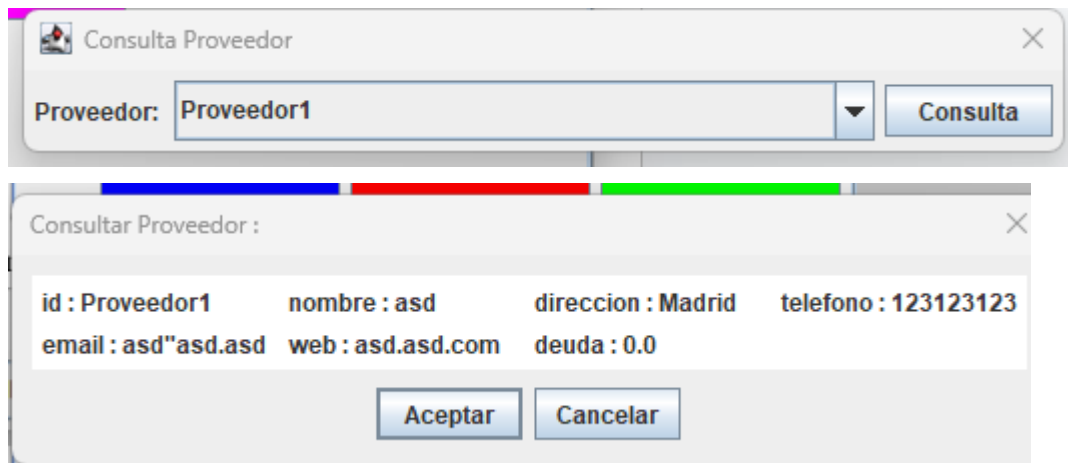 Consulta Proveedor
Proveedor: Proveedor1 Consulta
Consultar Proveedor :
id : Proveedor1 nombre : asd direccion : Madrid telefono : 123123123
email : asd"asd.asd web : asd.asd.com deuda : 0.0
Aceptar Cancelar